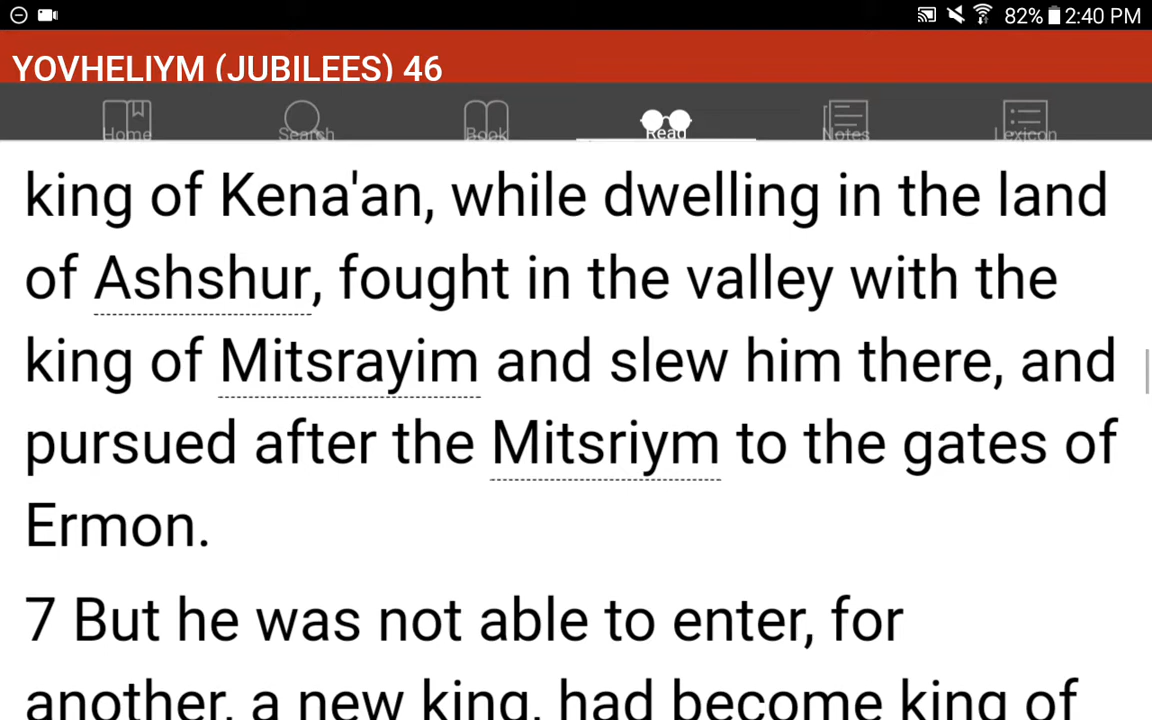 82% 2:40 PM
YOVHELIYM (JUBILEES) 46
Home Search Book Read Notes Lexicon
king of Kena'an, while dwelling in the land
of Ashshur, fought in the valley with the
king of Mitsrayim and slew him there, and
pursued after the Mitsriym to the gates of
Ermon.
7 But he was not able to enter, for
another, a new king, had become king of